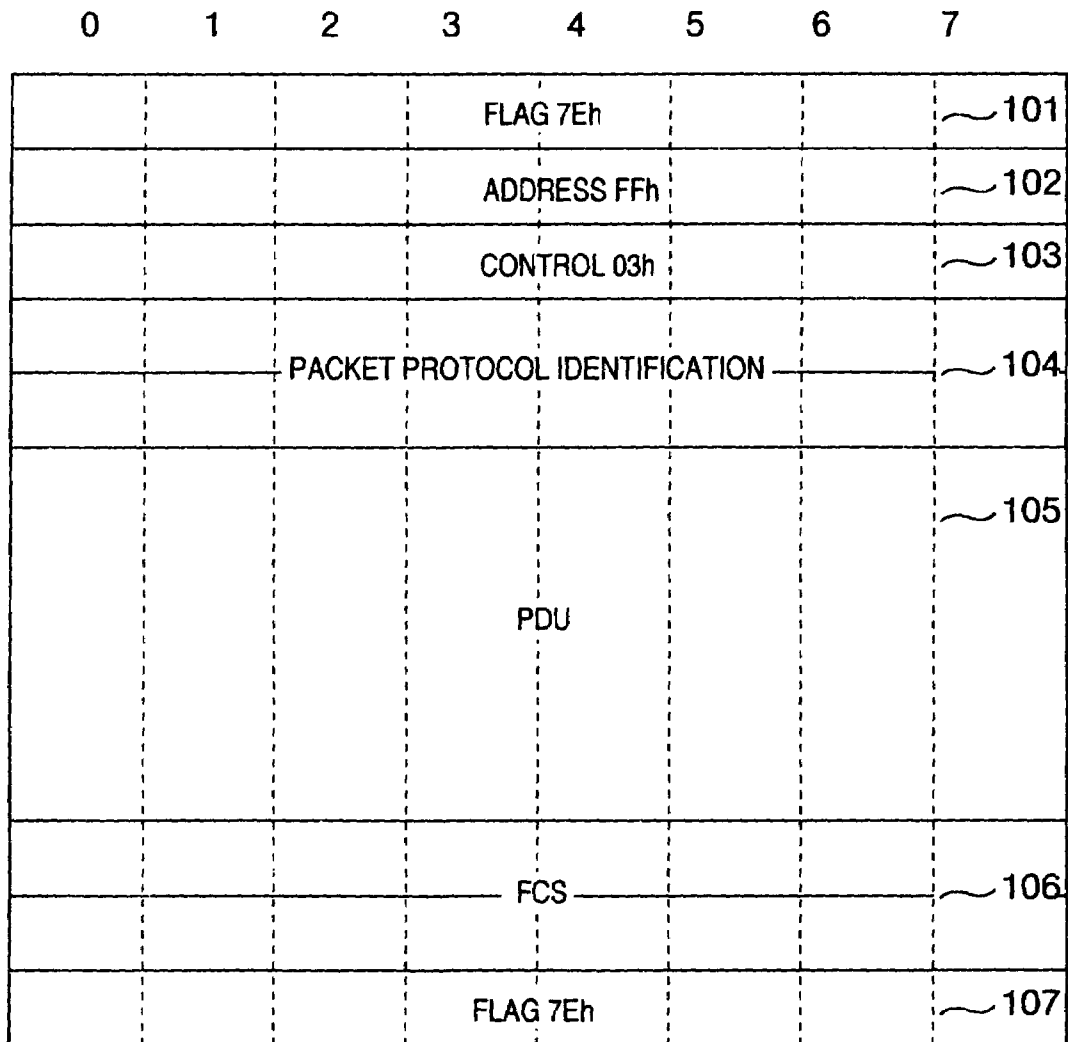 0 1 2 3 4 5 6 7
FLAG 7Eh 101
ADDRESS FFh 102
CONTROL 03h 103
PACKET PROTOCOL IDENTIFICATION 104
105
PDU
FCS 106
FLAG 7Eh 107